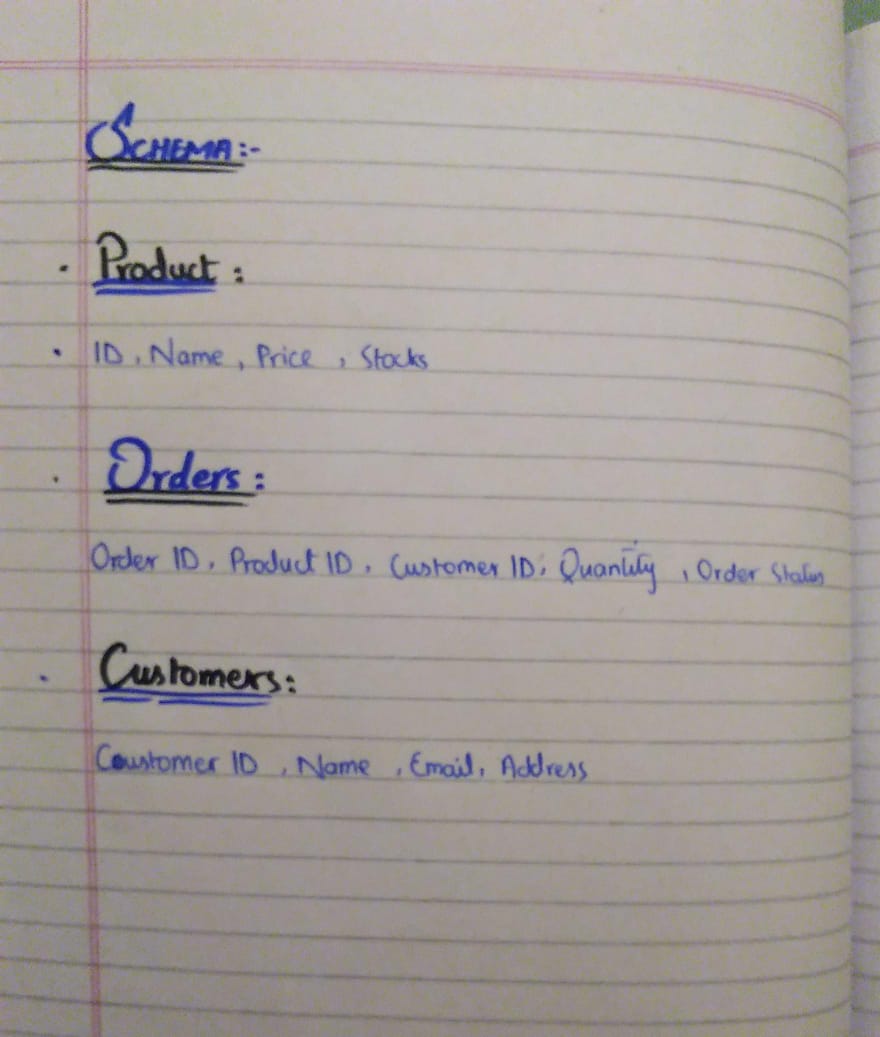 SCHEMA:-
• Product :
• ID, Name, Price, Stocks
• Orders :
Order ID, Product ID, Customer ID, Quantity, Order Status
• Customers:
Coustomer ID, Name, Email, Address